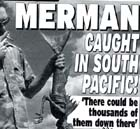 MERMAN
CAUGHT
IN SOUTH
PACIFIC!
'There could be
thousands of
them down there'